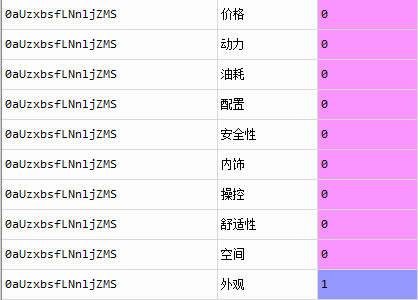 0aUzxbsfLNnljZMS 价格 0
0aUzxbsfLNnljZMS 动力 0
0aUzxbsfLNnljZMS 油耗 0
0aUzxbsfLNnljZMS 配置 0
0aUzxbsfLNnljZMS 安全性 0
0aUzxbsfLNnljZMS 内饰 0
0aUzxbsfLNnljZMS 操控 0
0aUzxbsfLNnljZMS 舒适性 0
0aUzxbsfLNnljZMS 空间 0
0aUzxbsfLNnljZMS 外观 1